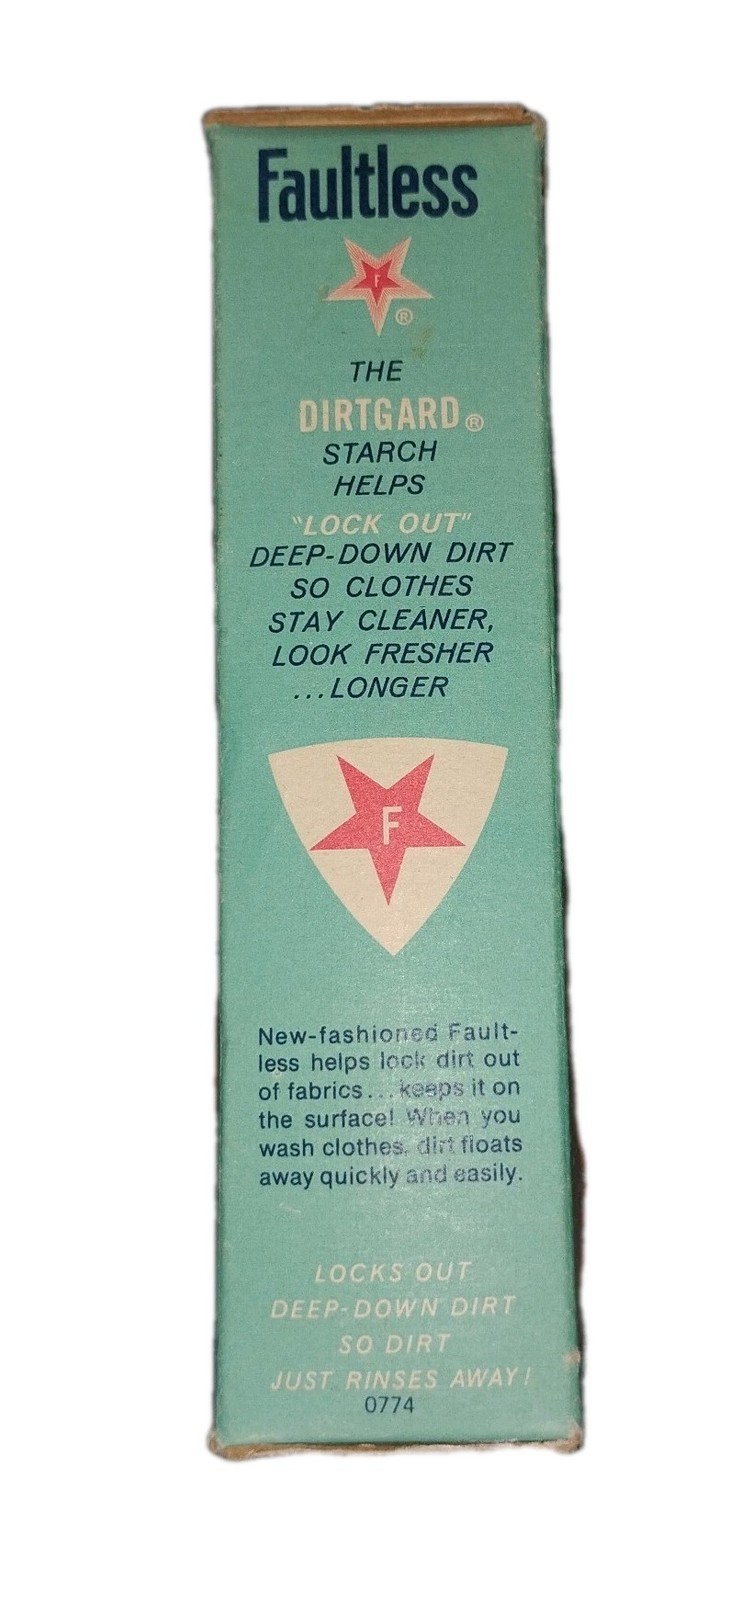 Faultless
F
®
THE
DIRTGARD®
STARCH
HELPS
"LOCK OUT"
DEEP-DOWN DIRT
SO CLOTHES
STAY CLEANER,
LOOK FRESHER
...LONGER
F
New-fashioned Fault-
less helps lock dirt out
of fabrics...keeps it on
the surface! When you
wash clothes, dirt floats
away quickly and easily.
LOCKS OUT
DEEP-DOWN DIRT
SO DIRT
JUST RINSES AWAY!
0774